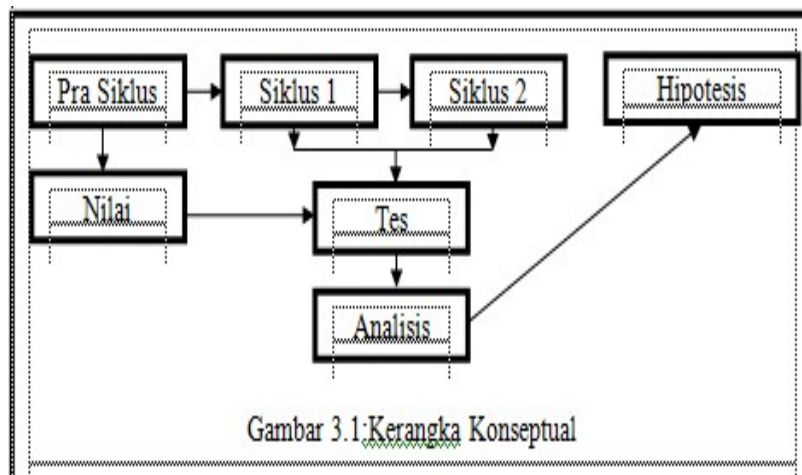 Pra Siklus
Siklus 1
Siklus 2
Hipotesis
Nilai
Tes
Analisis
Gambar 3.1:Kerangka Konseptual